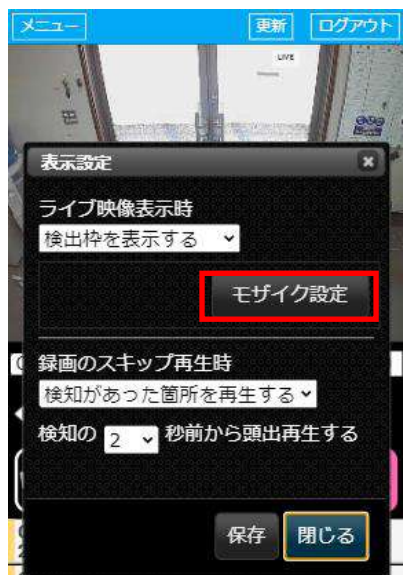 メニュー 更新 ログアウト
LIVE
表示設定
ライブ映像表示時
検出枠を表示する
モザイク設定
録画のスキップ再生時
検知があった箇所を再生する
検知の 2 秒前から頭出再生する
保存 閉じる